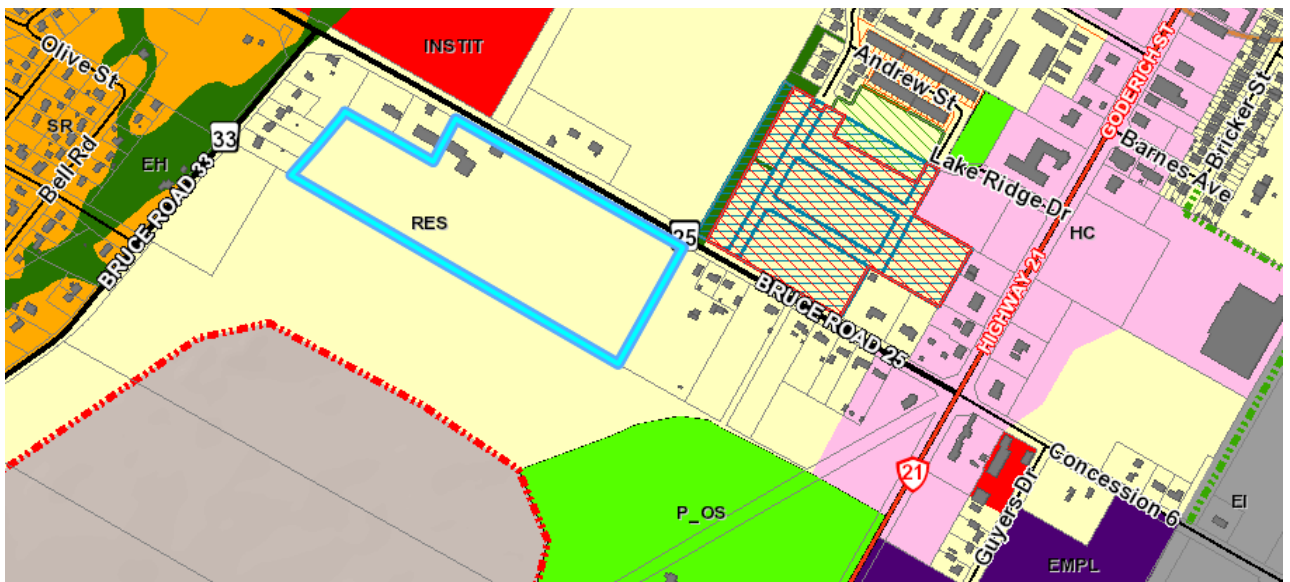 INSTIT
Olive St
SR
Bell Rd
EH
33
BRUCE ROAD 33
RES
25
BRUCE ROAD 25
Andrew St
Lake Ridge Dr
GODERICH ST
Barnes Ave
Bricker St
HC
HIGHWAY 21
21
P_OS
Concession 6
Guyers Dr
EI
EMPL